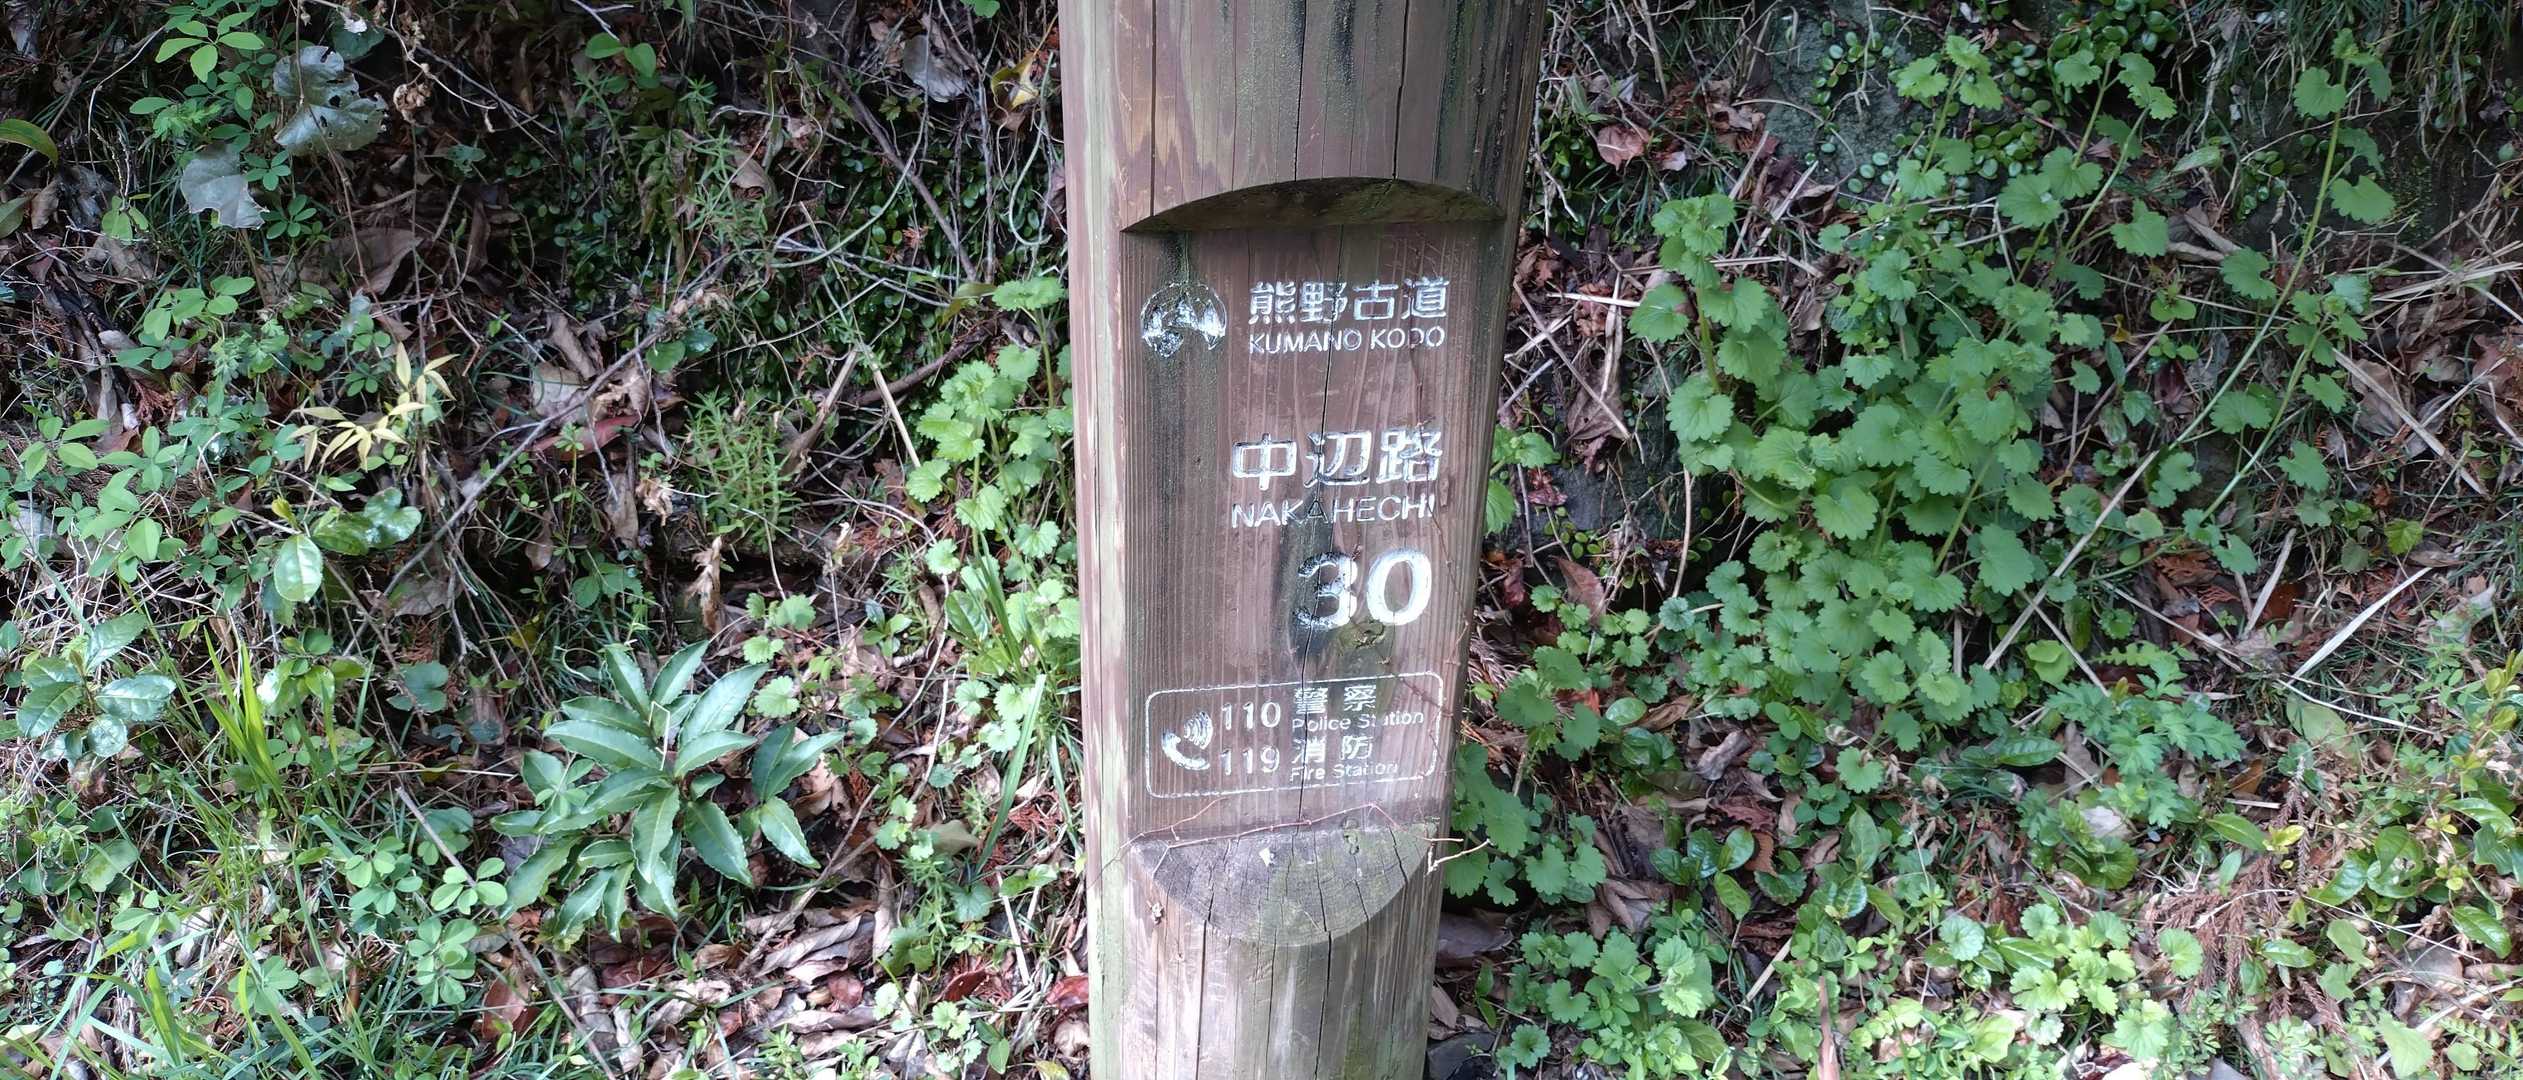 熊野古道
KUMANO KODO
中辺路
NAKAHECHI
30
110 警察
Police Station
119 消防
Fire Station